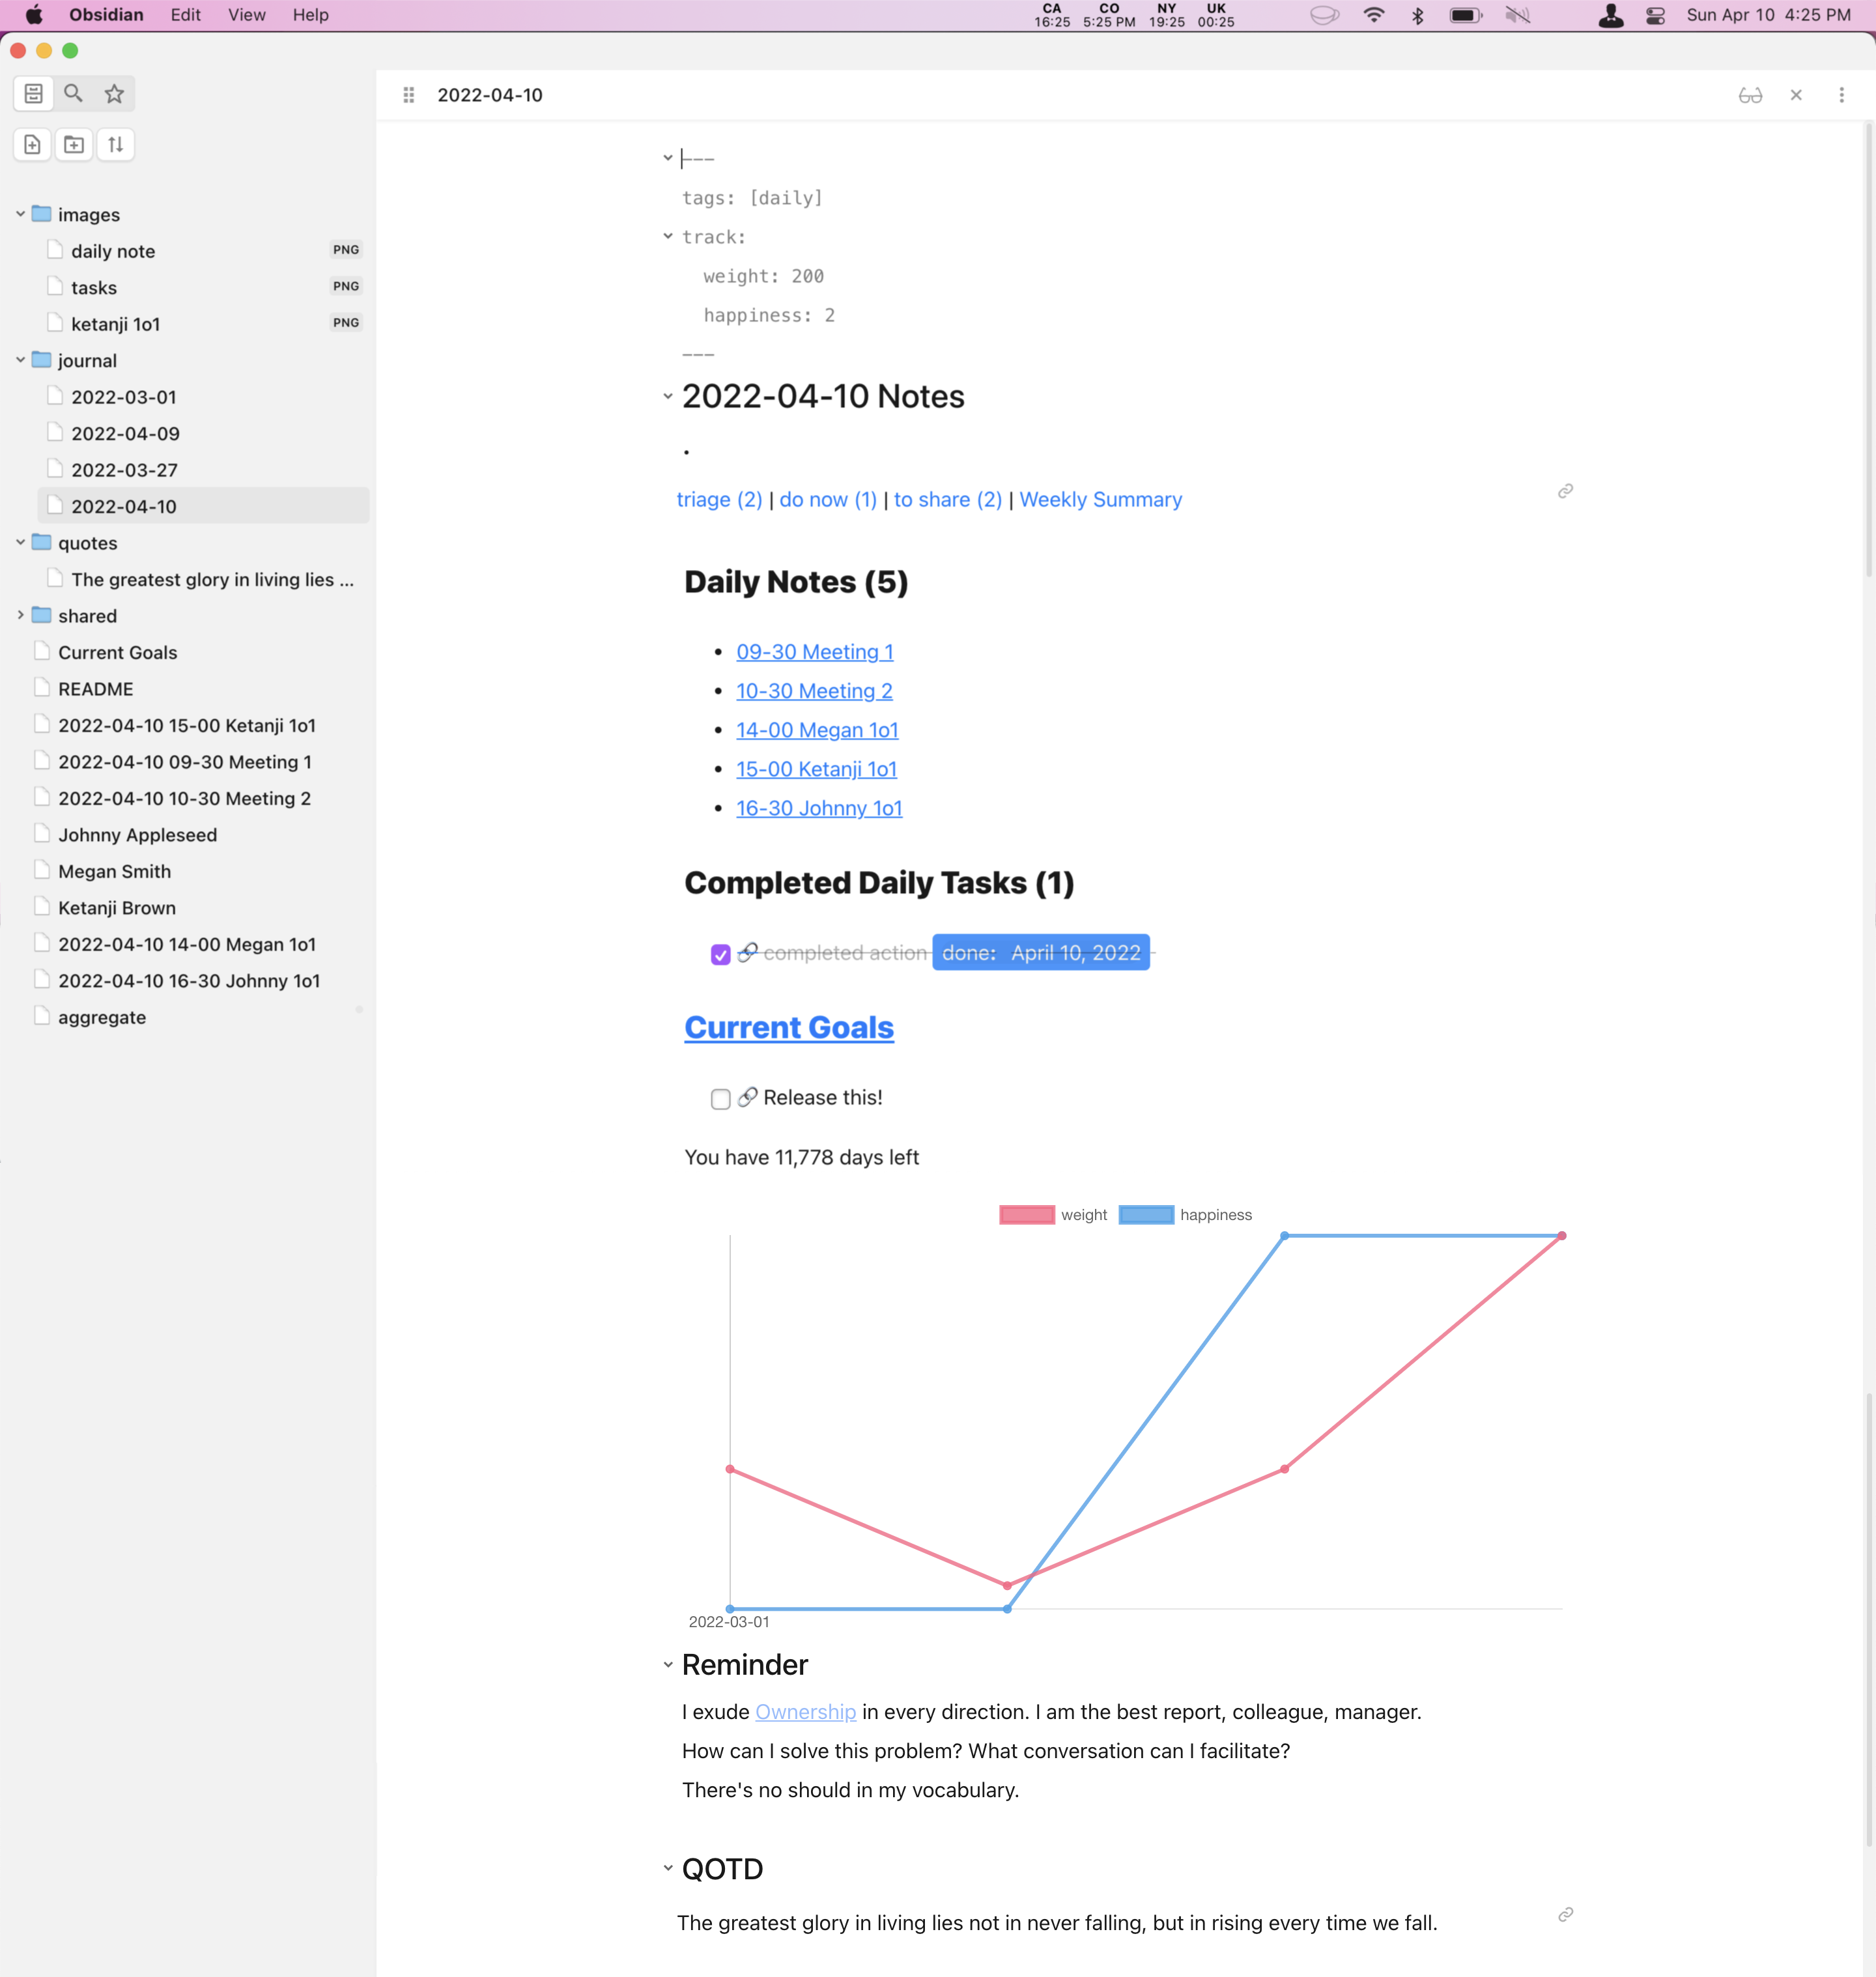 Obsidian Edit View Help CA CO NY UK Sun Apr 10 4:25 PM
16:25 5:25 PM 19:25 00:25
2022-04-10
images
daily note PNG
tasks PNG
ketanji 1o1 PNG
journal
2022-03-01
2022-04-09
2022-03-27
2022-04-10
quotes
The greatest glory in living lies ...
shared
Current Goals
README
2022-04-10 15-00 Ketanji 1o1
2022-04-10 09-30 Meeting 1
2022-04-10 10-30 Meeting 2
Johnny Appleseed
Megan Smith
Ketanji Brown
2022-04-10 14-00 Megan 1o1
2022-04-10 16-30 Johnny 1o1
aggregate
---
tags: [daily]
track:
weight: 200
happiness: 2
---
2022-04-10 Notes
triage (2) | do now (1) | to share (2) | Weekly Summary
Daily Notes (5)
• 09-30 Meeting 1
• 10-30 Meeting 2
• 14-00 Megan 1o1
• 15-00 Ketanji 1o1
• 16-30 Johnny 1o1
Completed Daily Tasks (1)
completed action done: April 10, 2022
Current Goals
Release this!
You have 11,778 days left
weight happiness
2022-03-01
Reminder
I exude Ownership in every direction. I am the best report, colleague, manager.
How can I solve this problem? What conversation can I facilitate?
There's no should in my vocabulary.
QOTD
The greatest glory in living lies not in never falling, but in rising every time we fall.